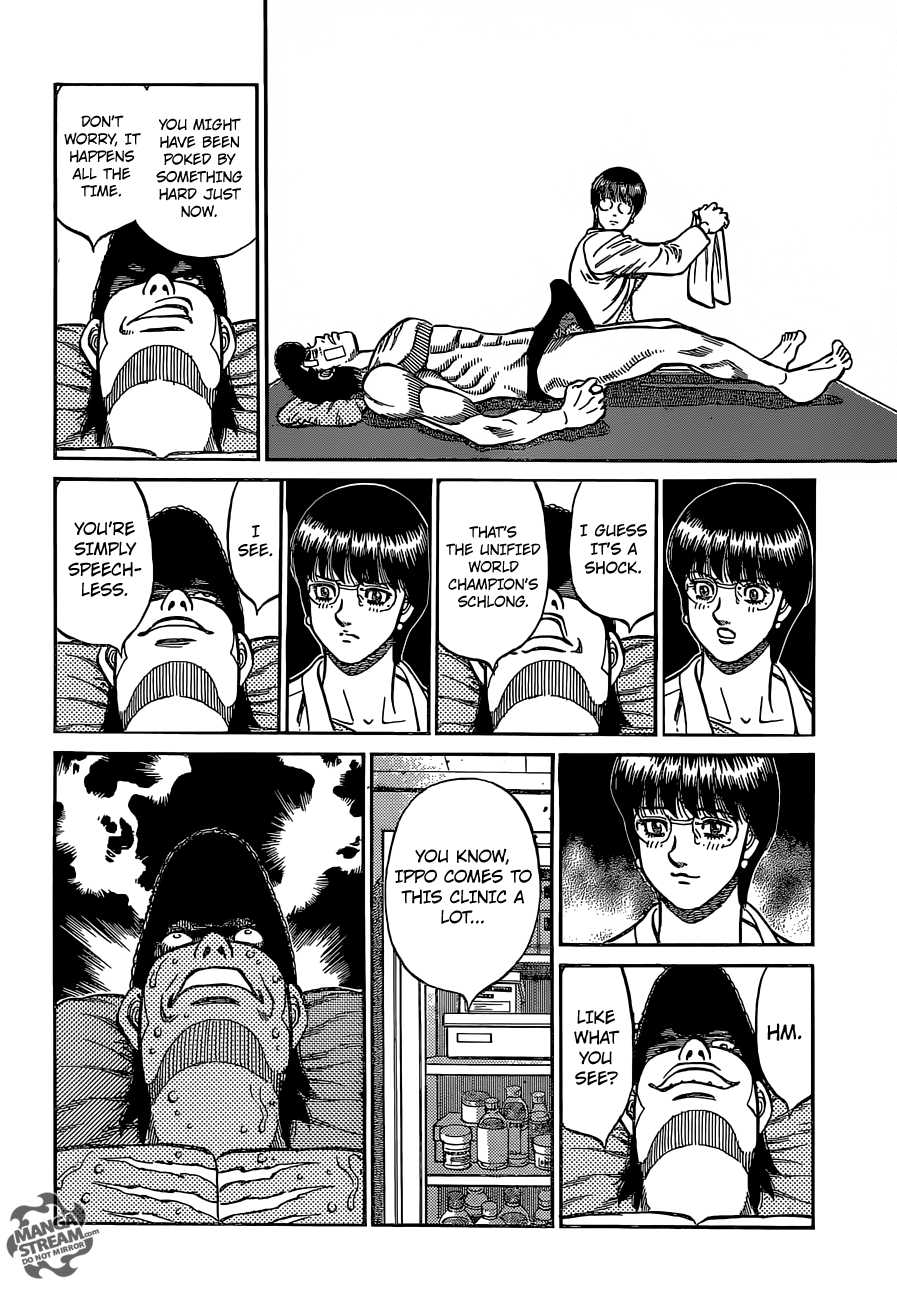 YOU MIGHT
HAVE BEEN
POKED BY
SOMETHING
HARD JUST
NOW.
DON'T
WORRY, IT
HAPPENS
ALL THE
TIME.
I GUESS
IT'S A
SHOCK.
THAT'S
THE UNIFIED
WORLD
CHAMPION'S
SCHLONG.
I
SEE.
YOU'RE
SIMPLY
SPEECH-
LESS.
HM.
LIKE
WHAT
YOU
SEE?
YOU KNOW,
IPPO COMES TO
THIS CLINIC A
LOT...
MANGA
STREAM.com
DO NOT MIRROR